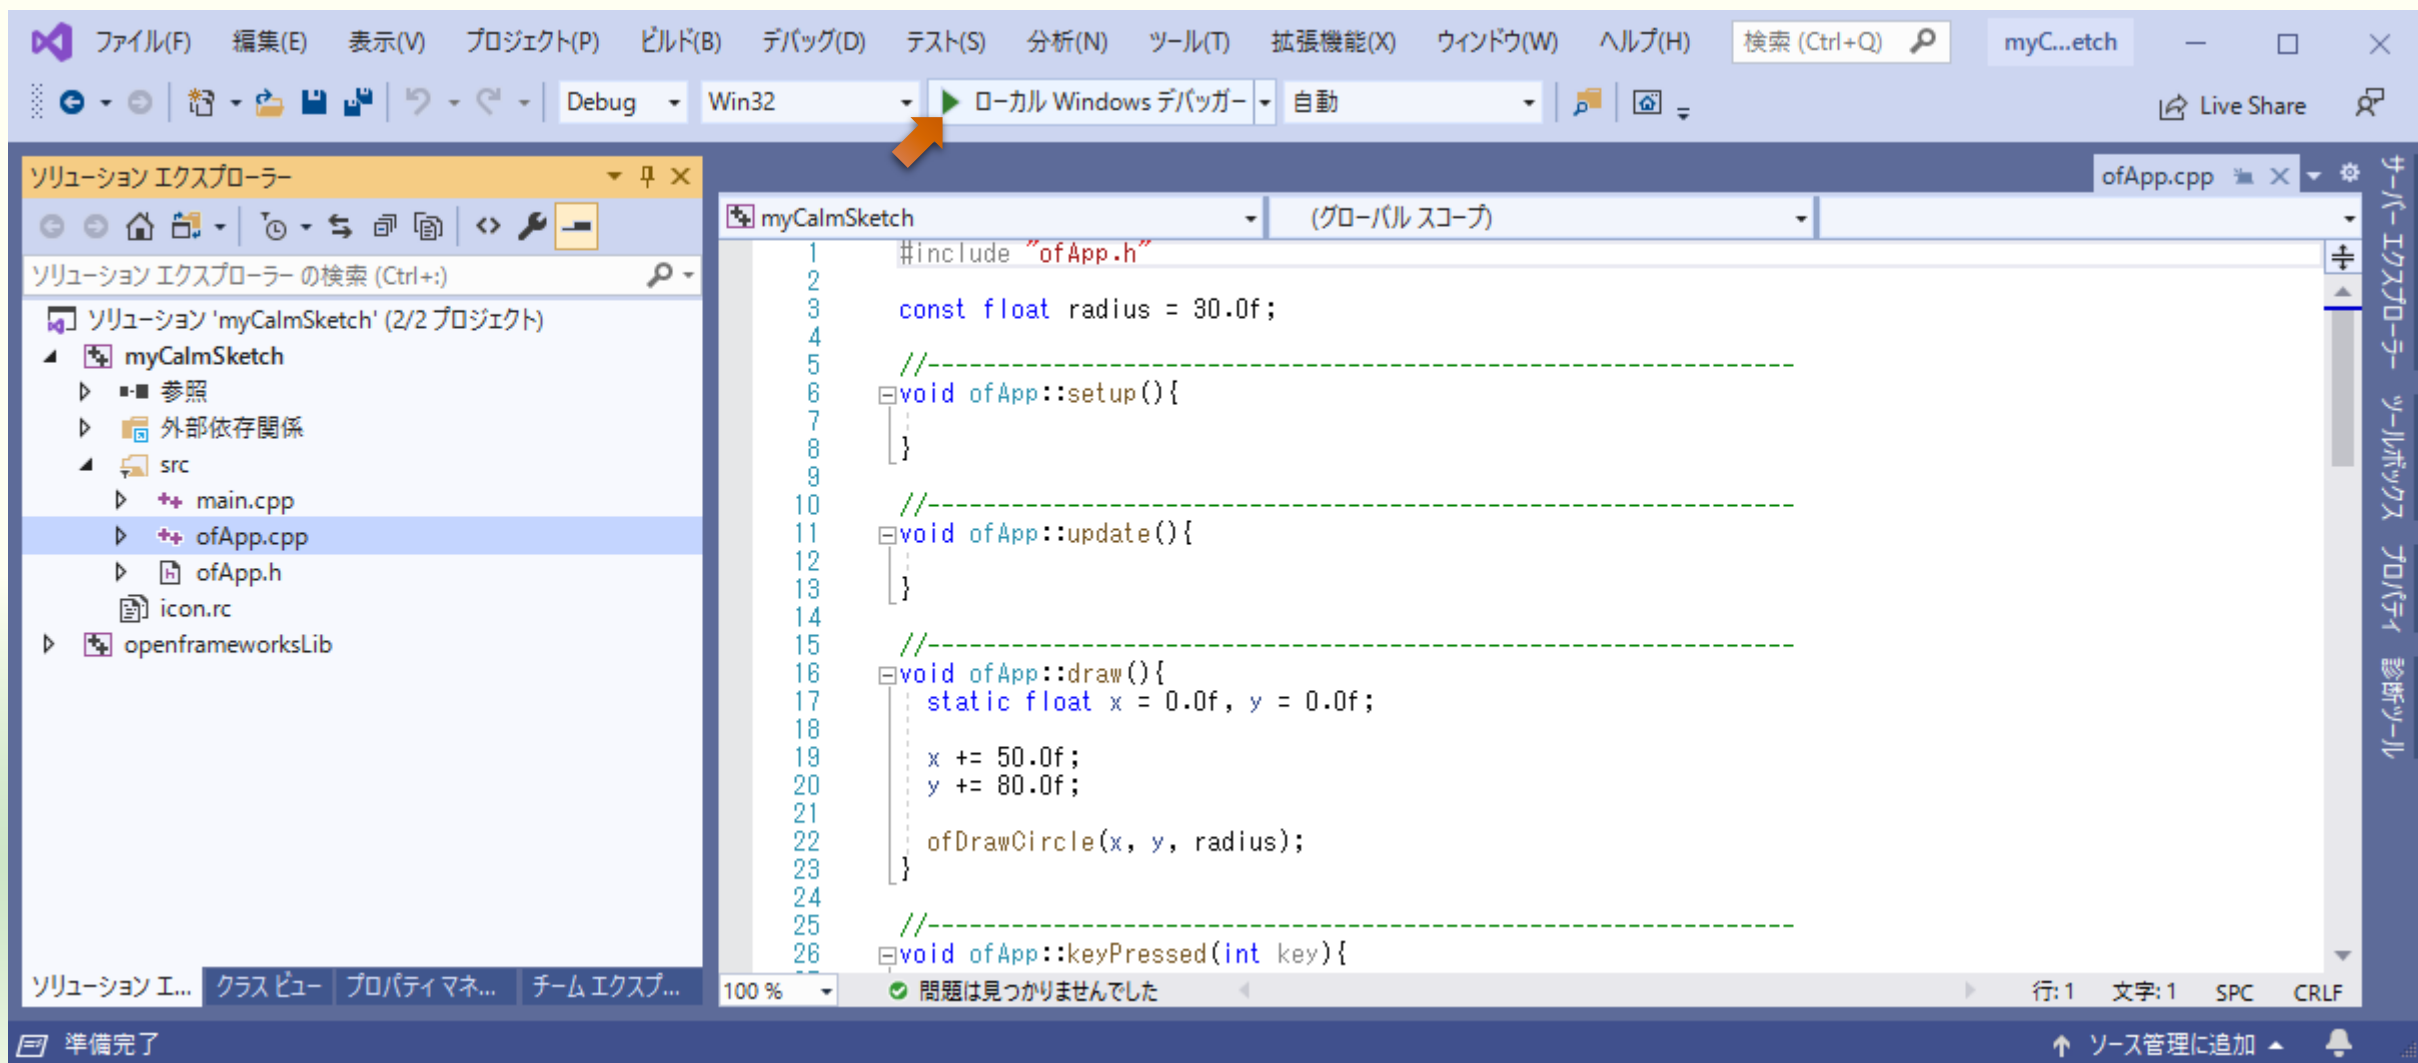 ファイル(F) 編集(E) 表示(V) プロジェクト(P) ビルド(B) デバッグ(D) テスト(S) 分析(N) ツール(T) 拡張機能(X) ウィンドウ(W) ヘルプ(H) 検索 (Ctrl+Q) myC...etch
Debug Win32 ローカル Windows デバッガー 自動 Live Share
ソリューション エクスプローラー
ソリューション エクスプローラー の検索 (Ctrl+:)
ソリューション 'myCalmSketch' (2/2 プロジェクト)
myCalmSketch
参照
外部依存関係
src
main.cpp
ofApp.cpp
ofApp.h
icon.rc
openframeworksLib
ソリューション エ... クラス ビュー プロパティ マネ... チーム エクスプ...
ofApp.cpp
myCalmSketch (グローバル スコープ)
1 #include "ofApp.h"
2
3 const float radius = 30.0f;
4
5 //--------------------------------------------------------------
6 void ofApp::setup(){
7
8 }
9
10 //--------------------------------------------------------------
11 void ofApp::update(){
12
13 }
14
15 //--------------------------------------------------------------
16 void ofApp::draw(){
17 static float x = 0.0f, y = 0.0f;
18
19 x += 50.0f;
20 y += 80.0f;
21
22 ofDrawCircle(x, y, radius);
23 }
24
25 //--------------------------------------------------------------
26 void ofApp::keyPressed(int key){
100 % 問題は見つかりませんでした 行: 1 文字: 1 SPC CRLF
サーバー エクスプローラー
ツールボックス
プロパティ
診断ツール
準備完了 ソース管理に追加